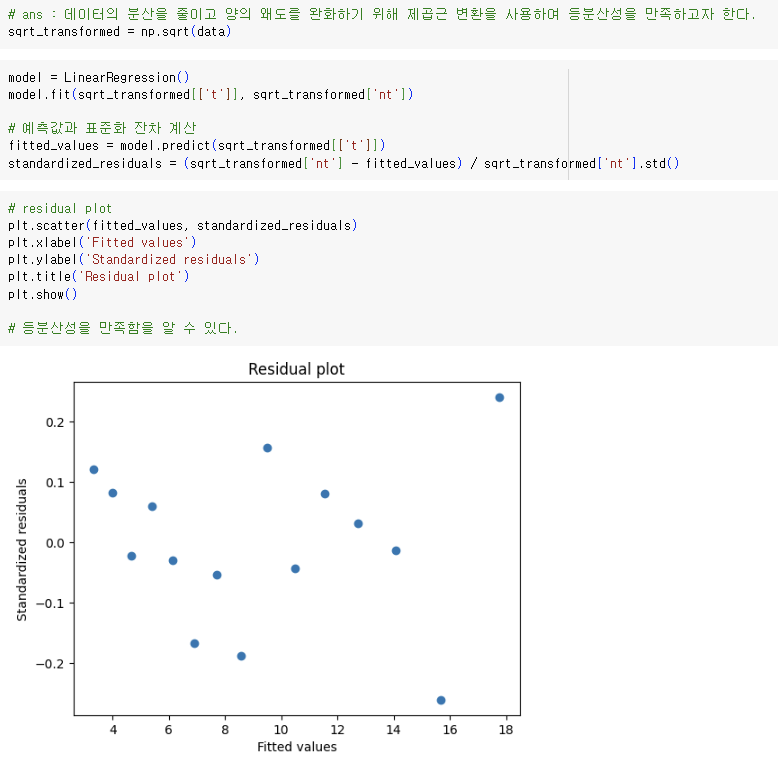 # ans : 데이터의 분산을 줄이고 양의 왜도를 완화하기 위해 제곱근 변환을 사용하여 등분산성을 만족하고자 한다.
sqrt_transformed = np.sqrt(data)
model = LinearRegression()
model.fit(sqrt_transformed[['t']], sqrt_transformed['nt'])
# 예측값과 표준화 잔차 계산
fitted_values = model.predict(sqrt_transformed[['t']])
standardized_residuals = (sqrt_transformed['nt'] - fitted_values) / sqrt_transformed['nt'].std()
# residual plot
plt.scatter(fitted_values, standardized_residuals)
plt.xlabel('Fitted values')
plt.ylabel('Standardized residuals')
plt.title('Residual plot')
plt.show()
# 등분산성을 만족함을 알 수 있다.
Residual plot
0.2
0.1
0.0
−0.1
−0.2
Standardized residuals
4 6 8 10 12 14 16 18
Fitted values